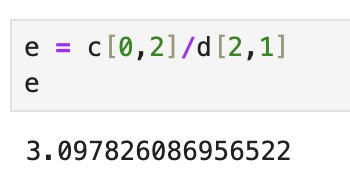 e = c[0,2]/d[2,1]
e
3.097826086956522